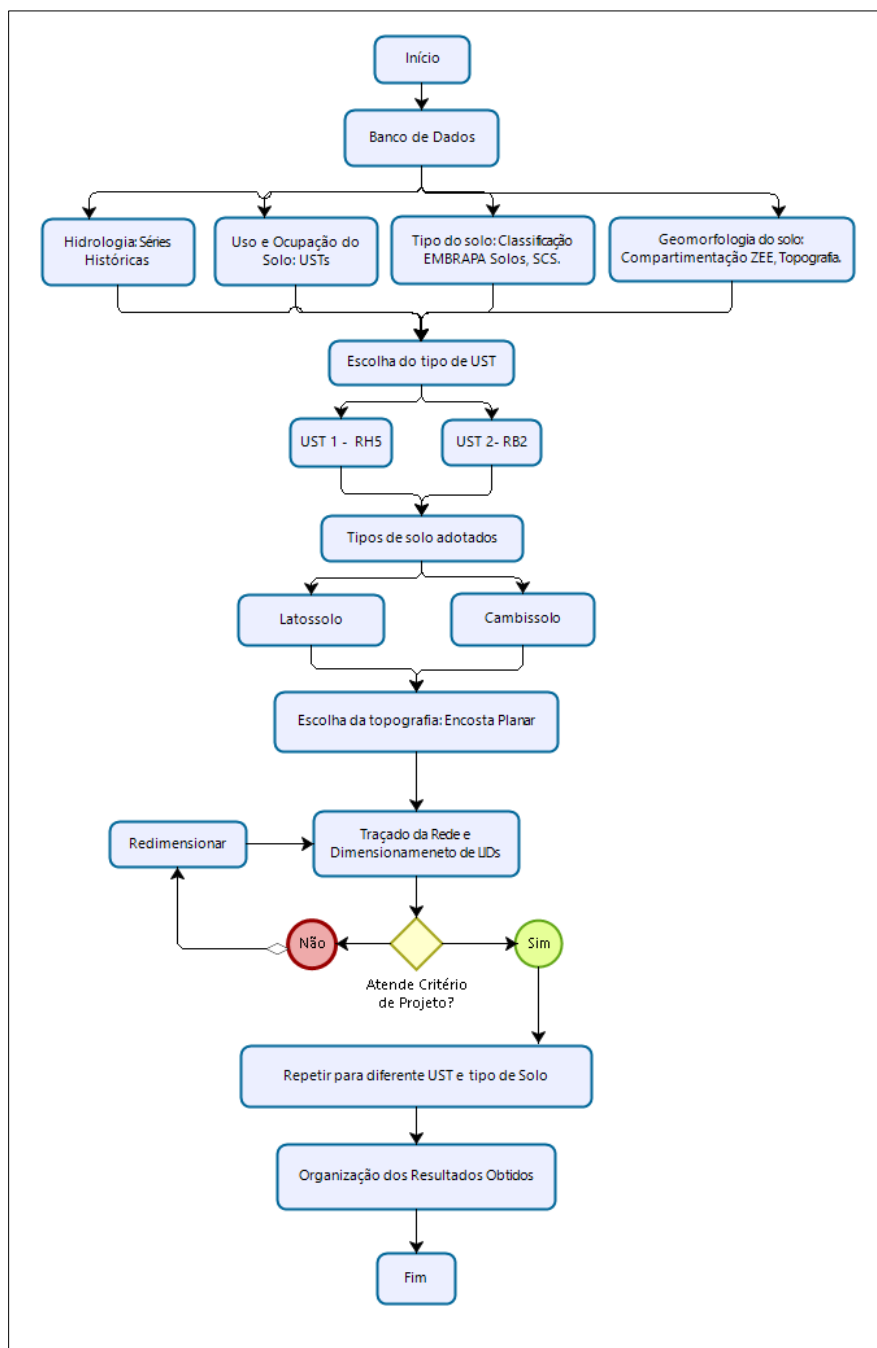 Início
Banco de Dados
Hidrologia: Séries
Históricas
Uso e Ocupação do
Solo: USTs
Tipo do solo: Classificação
EMBRAPA Solos, SCS.
Geomorfologia do solo:
Compartimentação ZEE, Topografia.
Escolha do tipo de UST
UST 1 - RH5
UST 2- RB2
Tipos de solo adotados
Latossolo
Cambissolo
Escolha da topografia: Encosta Planar
Redimensionar
Traçado da Rede e
Dimensionameneto de LIDs
Não
Sim
Atende Critério
de Projeto?
Repetir para diferente UST e tipo de Solo
Organização dos Resultados Obtidos
Fim